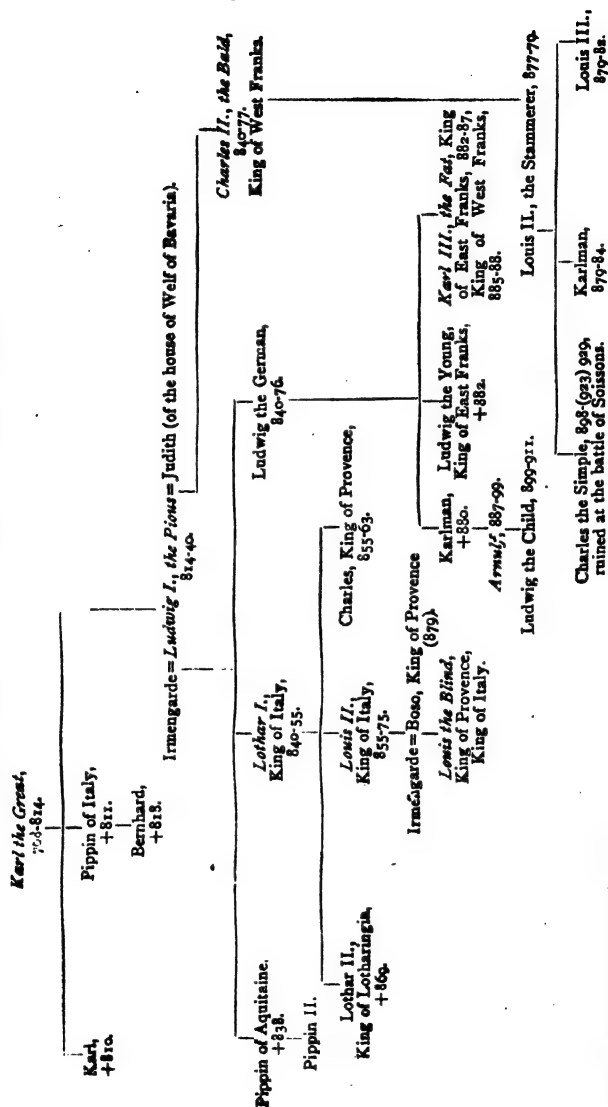 Karl the Great,
-814.
Karl,
+810.
Pippin of Italy,
+811.
Bernhard,
+818.
Irmengarde=Ludwig I., the Pious=Judith (of the house of Welf of Bavaria).
814-40.
Pippin of Aquitaine.
+838.
Pippin II.
Lothar I.,
King of Italy,
840-55.
Ludwig the German,
840-76.
Charles II., the Bald,
840-77.
King of West Franks.
Lothar II.,
King of Lotharingia,
+869.
Louis II.,
King of Italy,
855-75.
Charles, King of Provence,
855-63.
Irmengarde=Boso, King of Provence
(879).
Louis the Blind,
King of Provence,
King of Italy.
Karlman,
+880.
Ludwig the Young,
King of East Franks,
+882.
Karl III., the Fat, King
of East Franks, 882-87,
King of West Franks,
885-88.
Arnulf, 887-99.
Ludwig the Child, 899-911.
Louis II., the Stammerer, 877-79.
Charles the Simple, 898-(923) 929,
ruined at the battle of Soissons.
Karlman,
879-84.
Louis III.,
879-82.